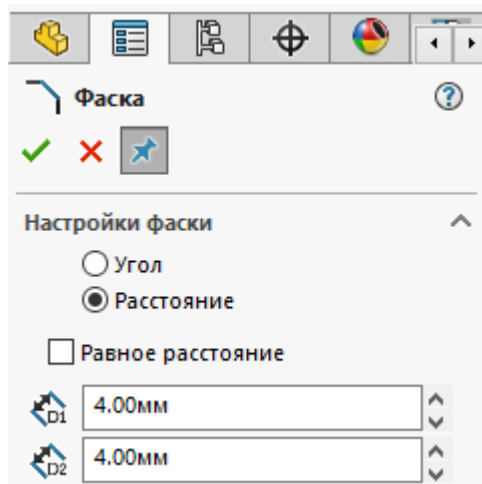 Фаска
Настройки фаски
Угол
Расстояние
Равное расстояние
D1 4.00мм
D2 4.00мм